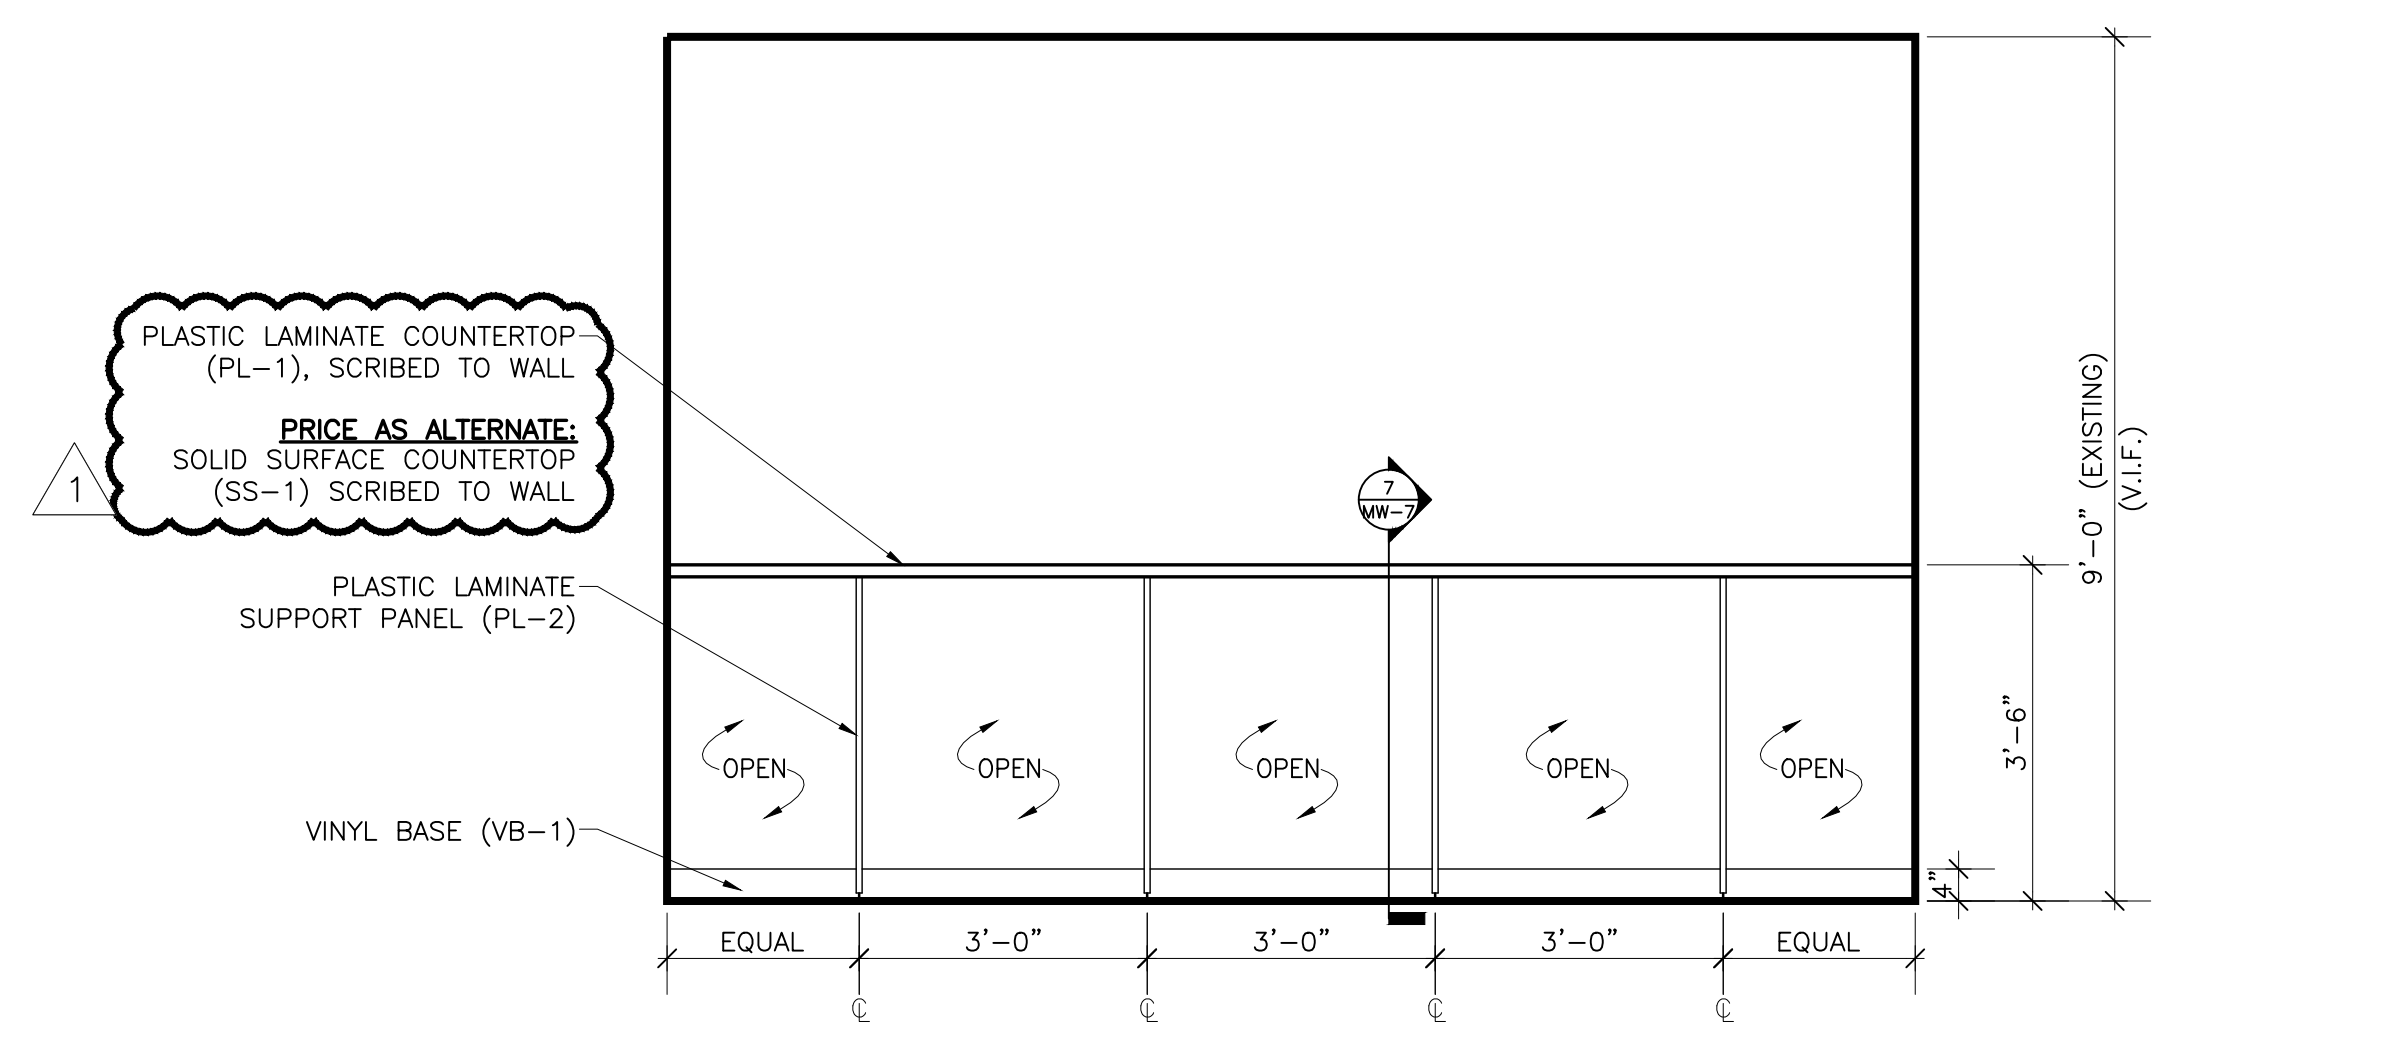 PLASTIC LAMINATE COUNTERTOP
(PL-1), SCRIBED TO WALL
PRICE AS ALTERNATE:
SOLID SURFACE COUNTERTOP
(SS-1) SCRIBED TO WALL
1
PLASTIC LAMINATE
SUPPORT PANEL (PL-2)
VINYL BASE (VB-1)
7
MW-7
OPEN
OPEN
OPEN
OPEN
OPEN
EQUAL
3'-0"
3'-0"
3'-0"
EQUAL
℄
℄
℄
℄
4"
3'-6"
9'-0" (EXISTING)
(V.I.F.)